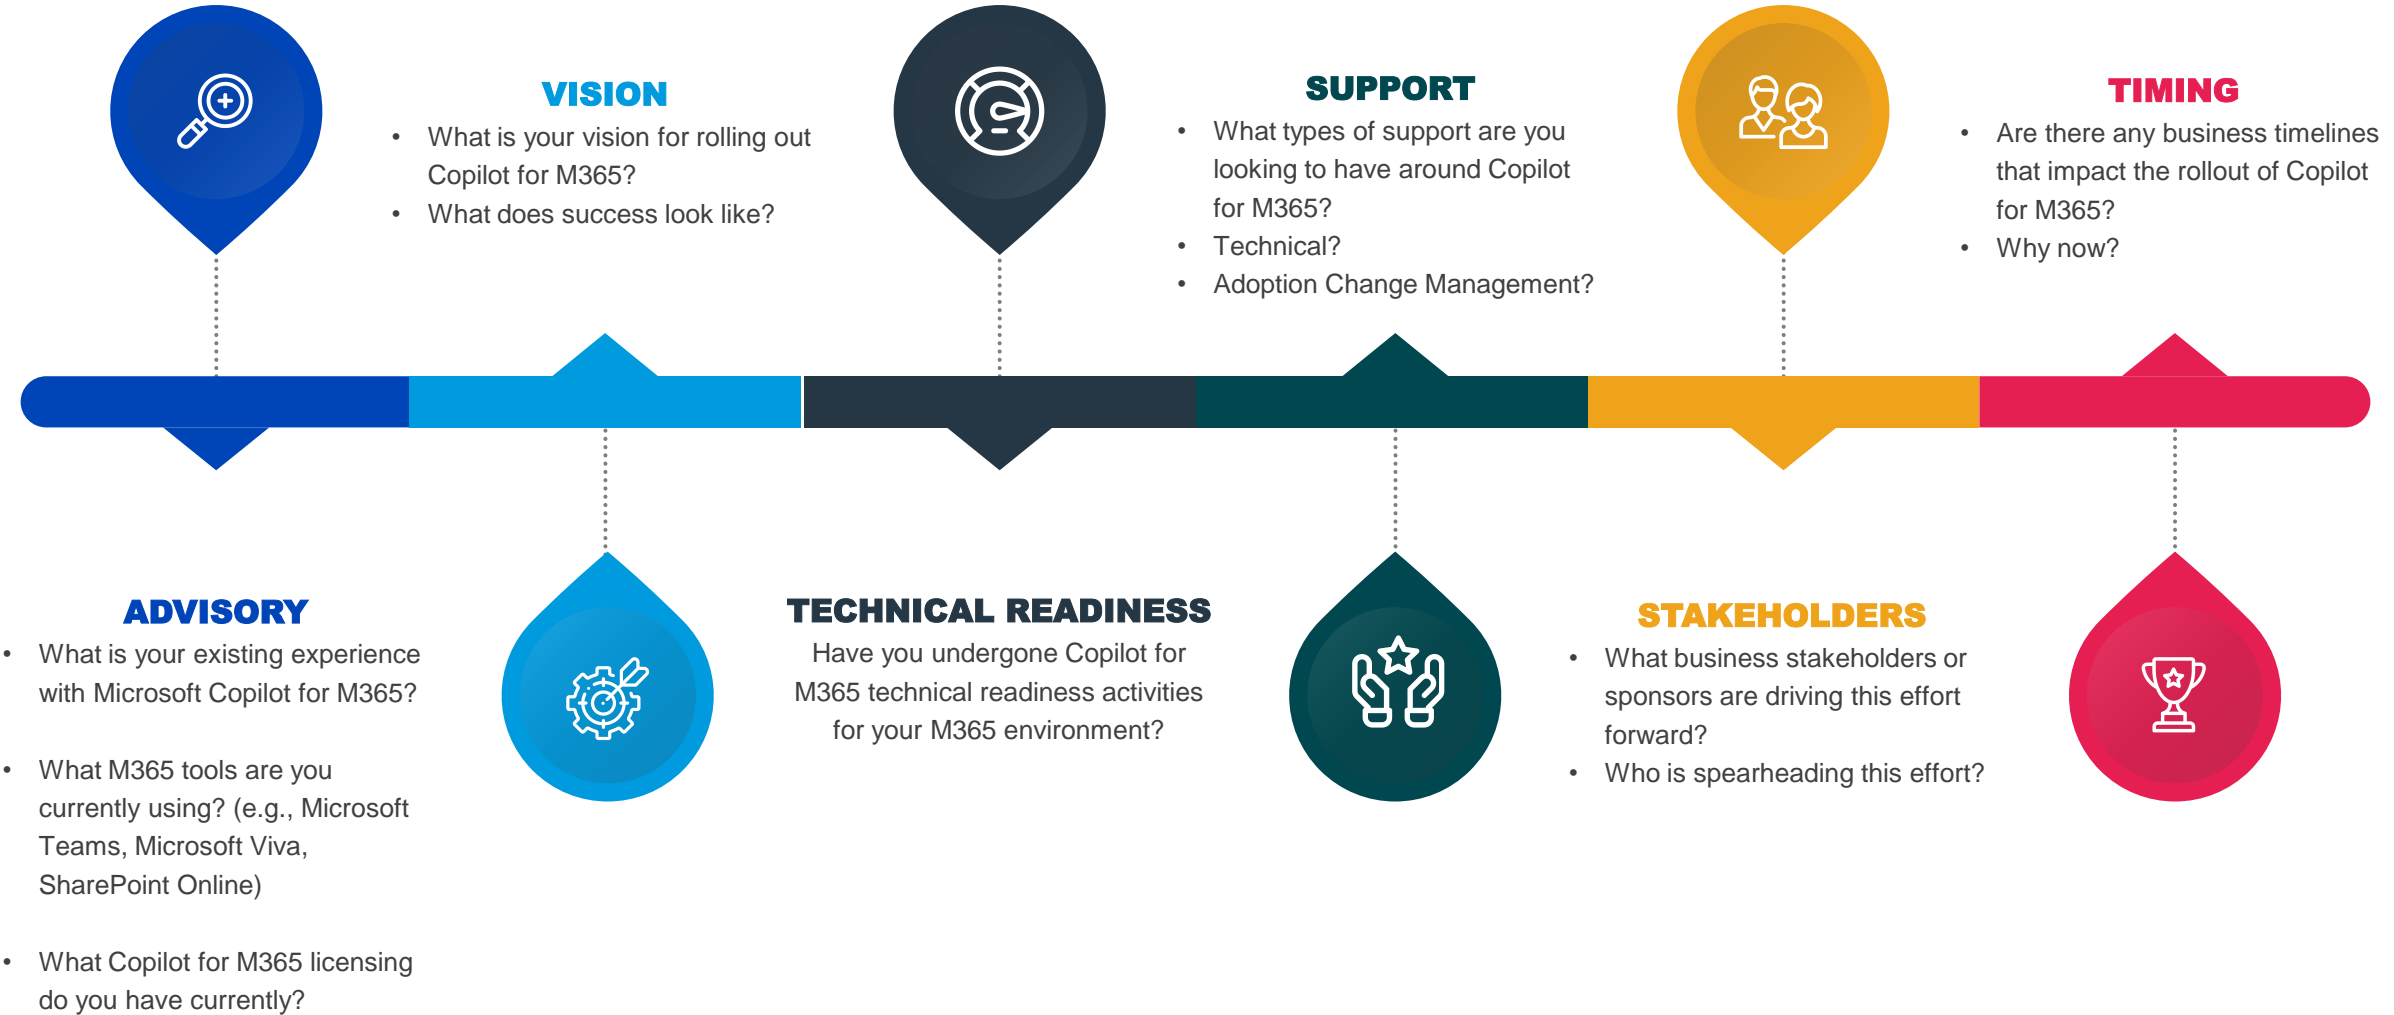 VISION
• What is your vision for rolling out
Copilot for M365?
• What does success look like?
SUPPORT
• What types of support are you
looking to have around Copilot
for M365?
• Technical?
• Adoption Change Management?
TIMING
• Are there any business timelines
that impact the rollout of Copilot
for M365?
• Why now?
ADVISORY
• What is your existing experience
with Microsoft Copilot for M365?
• What M365 tools are you
currently using? (e.g., Microsoft
Teams, Microsoft Viva,
SharePoint Online)
• What Copilot for M365 licensing
do you have currently?
TECHNICAL READINESS
Have you undergone Copilot for
M365 technical readiness activities
for your M365 environment?
STAKEHOLDERS
• What business stakeholders or
sponsors are driving this effort
forward?
• Who is spearheading this effort?